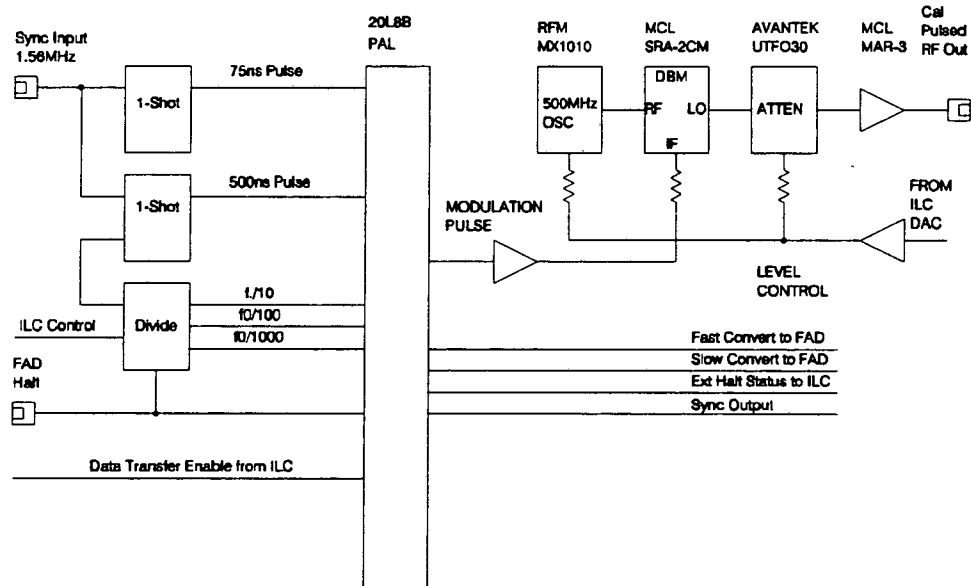 Sync Input
1.56MHz
1-Shot
75ns Pulse
1-Shot
500ns Pulse
ILC Control
Divide
f./10
f0/100
f0/1000
FAD
Halt
Data Transfer Enable from ILC
20L8B
PAL
MODULATION
PULSE
RFM
MX1010
500MHz
OSC
MCL
SRA-2CM
DBM
RF
LO
IF
AVANTEK
UTFO30
ATTEN
MCL
MAR-3
Cal
Pulsed
RF Out
FROM
ILC
DAC
LEVEL
CONTROL
Fast Convert to FAD
Slow Convert to FAD
Ext Halt Status to ILC
Sync Output